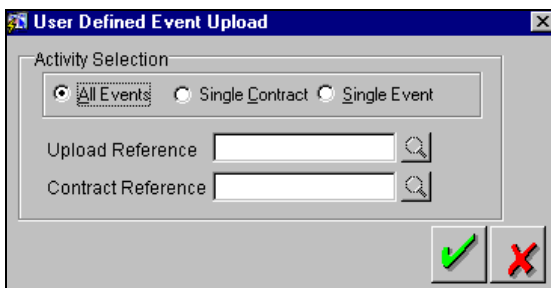 User Defined Event Upload
Activity Selection
All Events Single Contract Single Event
Upload Reference
Contract Reference